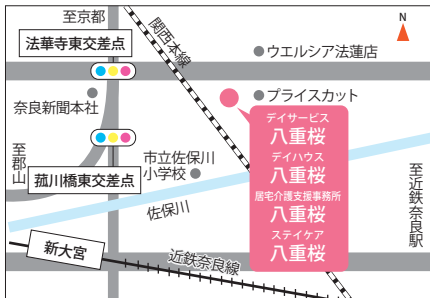 至京都
関西本線
N
法華寺東交差点
ウエルシア法蓮店
奈良新聞本社
プライスカット
デイサービス
八重桜
デイハウス
八重桜
居宅介護支援事務所
八重桜
ステイケア
八重桜
至郡山
菰川橋東交差点
市立佐保川
小学校
佐保川
至近鉄奈良駅
新大宮
近鉄奈良線